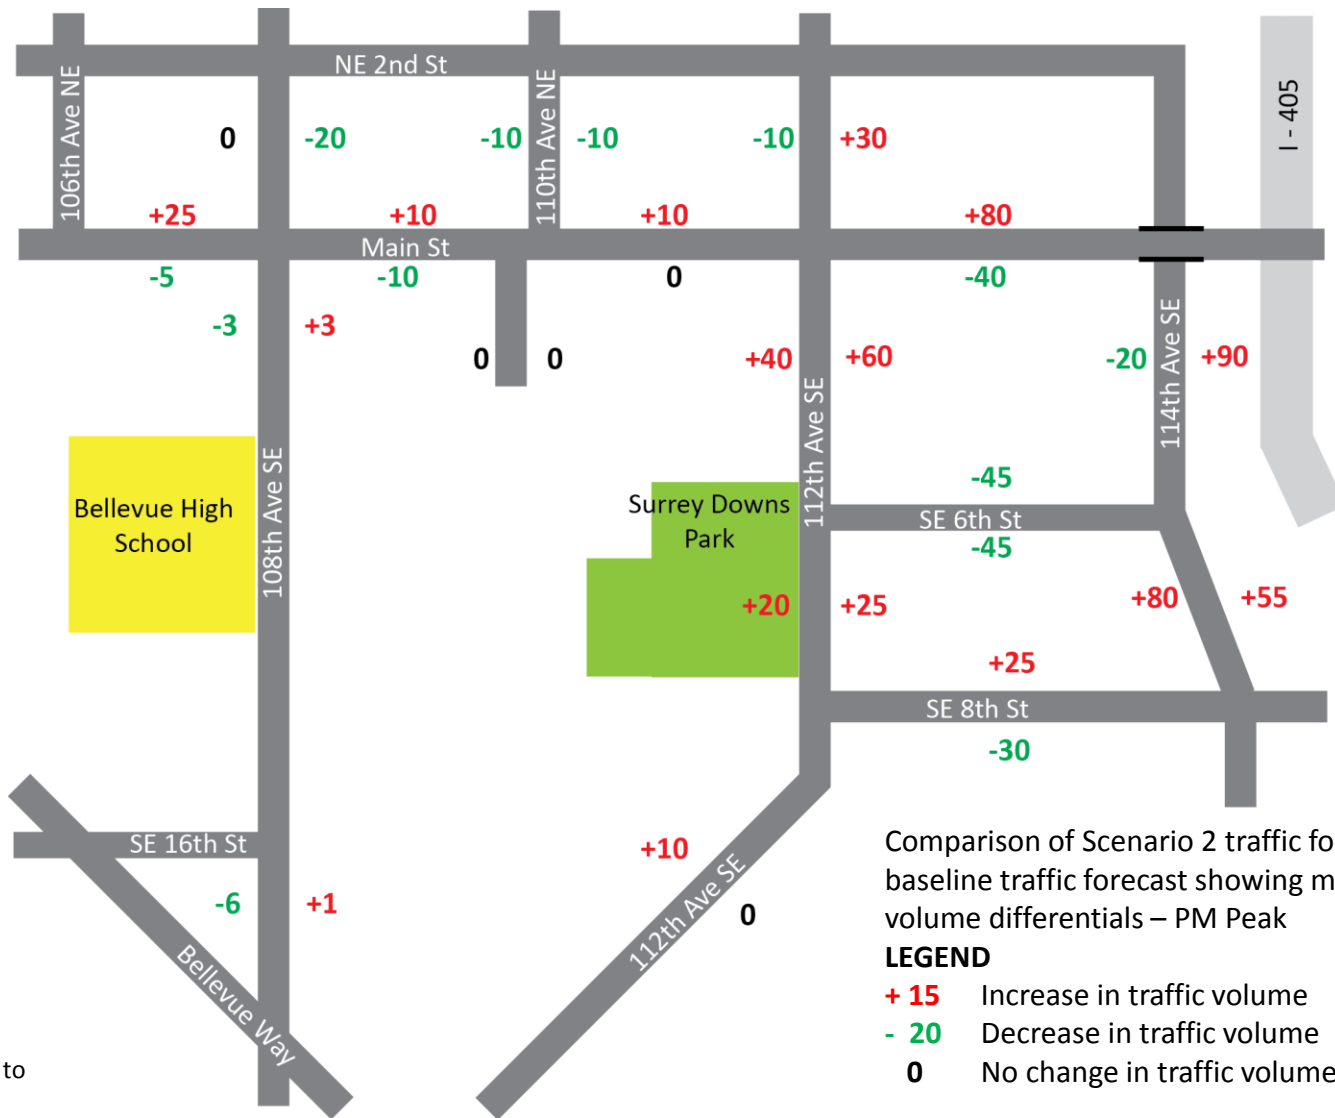 NE 2nd St
106th Ave NE
110th Ave NE
I - 405
0 -20 -10 -10 -10 +30
+25 +10 +10 +80
Main St
-5 -10 0 -40
-3 +3
0 0 +40 +60 -20 +90
114th Ave SE
112th Ave SE
108th Ave SE
-45
Bellevue High
School
Surrey Downs
Park
SE 6th St
-45
+20 +25 +80 +55
+25
SE 8th St
-30
SE 16th St
+10
-6 +1
112th Ave SE
0
Bellevue Way
Comparison of Scenario 2 traffic fo
baseline traffic forecast showing m
volume differentials – PM Peak
LEGEND
+ 15 Increase in traffic volume
- 20 Decrease in traffic volume
0 No change in traffic volume
to